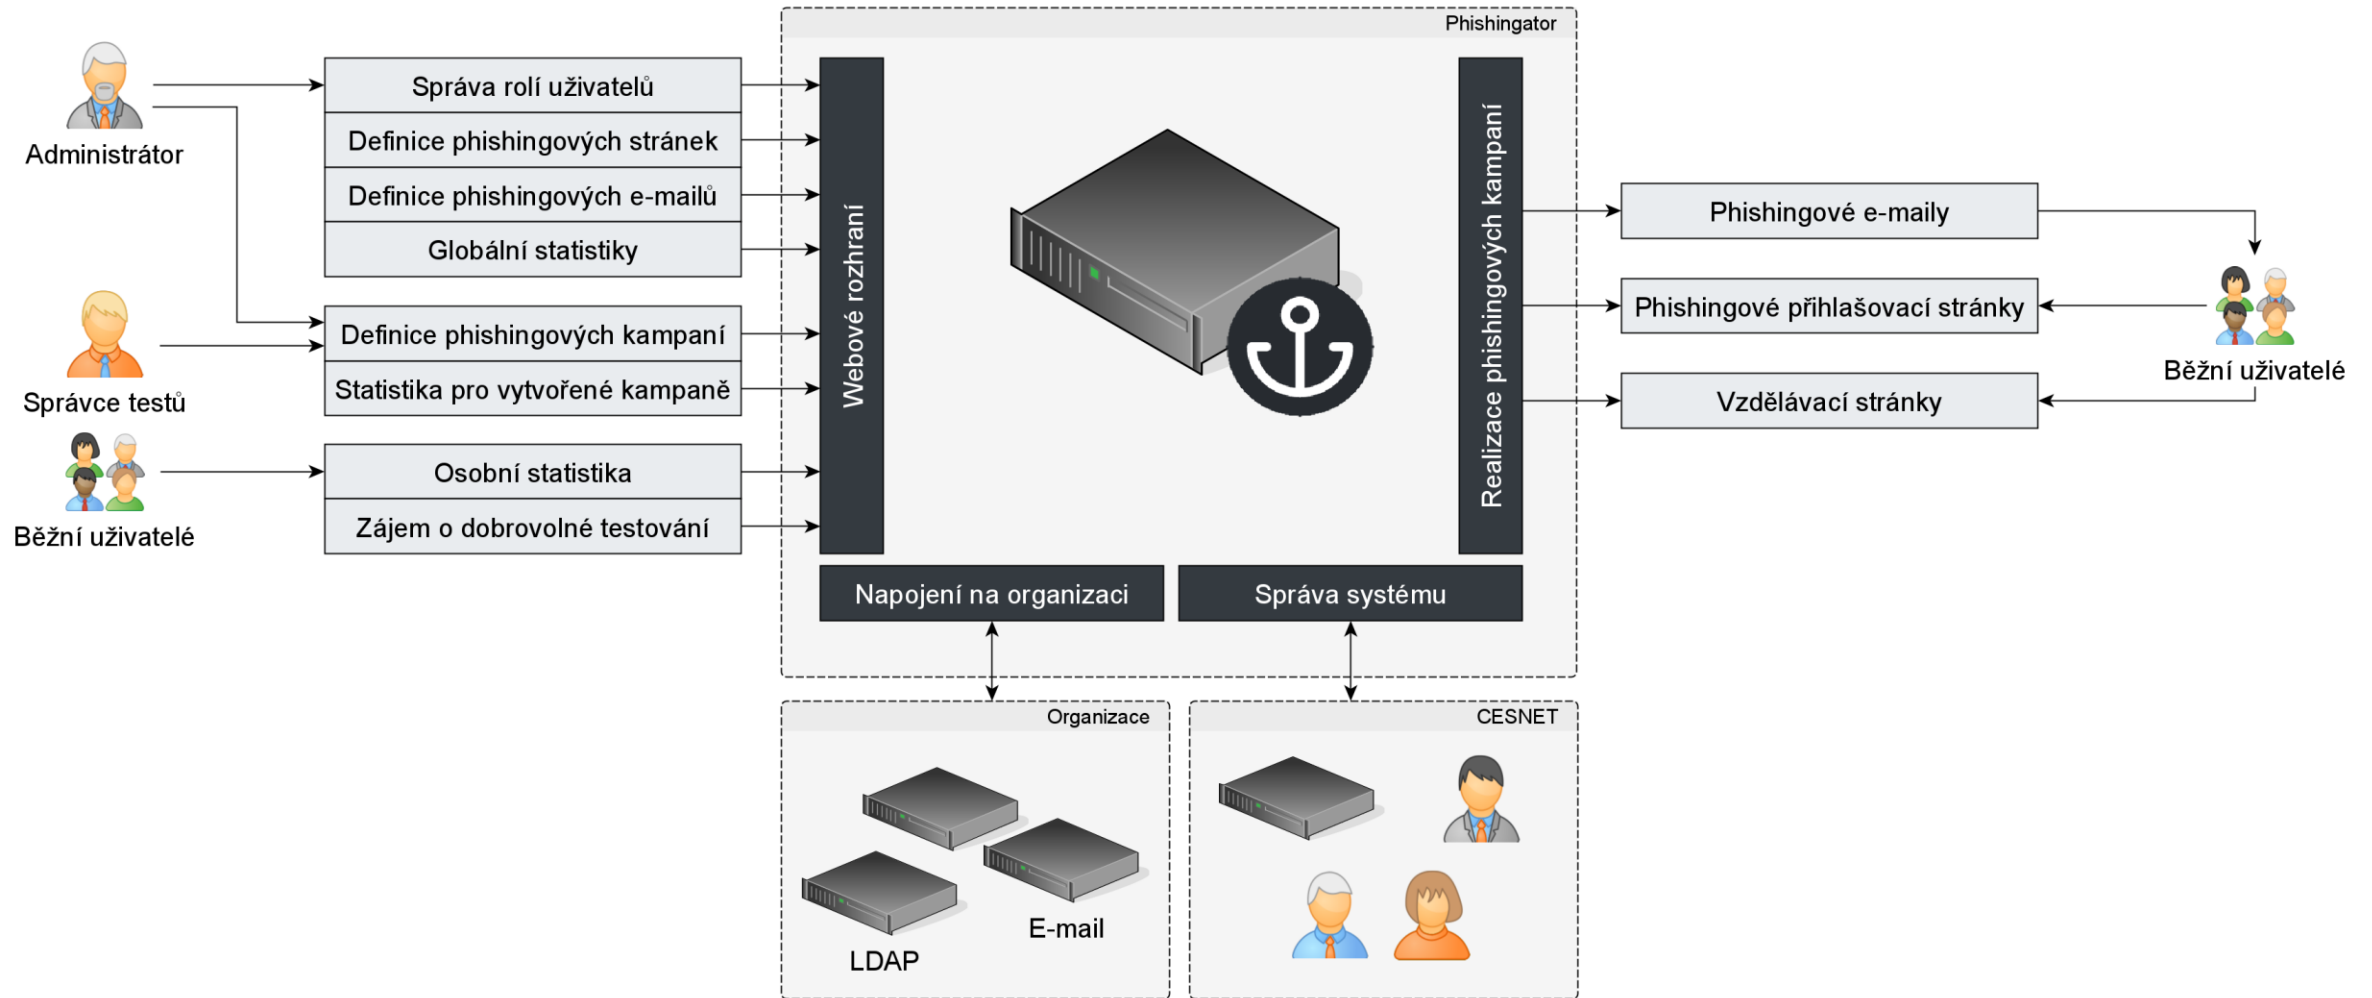 Phishingator
Administrátor
Správa rolí uživatelů
Definice phishingových stránek
Definice phishingových e-mailů
Globální statistiky
Správce testů
Definice phishingových kampaní
Statistika pro vytvořené kampaně
Běžní uživatelé
Osobní statistika
Zájem o dobrovolné testování
Webové rozhraní
Realizace phishingových kampaní
Napojení na organizaci
Správa systému
Phishingové e-maily
Phishingové přihlašovací stránky
Vzdělávací stránky
Běžní uživatelé
Organizace
LDAP
E-mail
CESNET